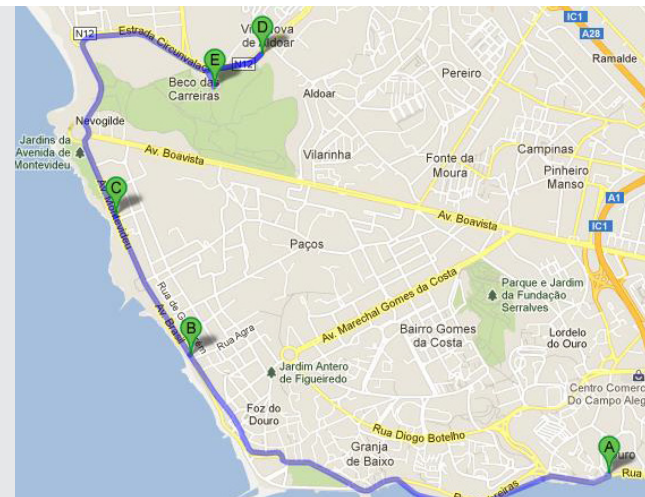 N12
Estrada Circunvalação
D
IC1
A28
Ramalde
E
N12
Beco das
Carreiras
Aldoar
Pereiro
Nevogilde
Jardins da
Avenida de
Montevideu
Av. Boavista
Vilarinha
Fonte da
Moura
Campinas
Pinheiro
Manso
C
Av. Montevideu
A1
Av. Boavista
IC1
Paços
Parque e Jardim
da Fundação
Serralves
Av. Marechal Gomes da Costa
B
Av. Brasil
Rua Agra
Bairro Gomes
da Costa
Lordelo
do Ouro
Jardim Antero
de Figueiredo
Centro Comerc
Do Campo Aleg
Foz do
Douro
Rua Diogo Botelho
Granja
de Baixo
A
Rua